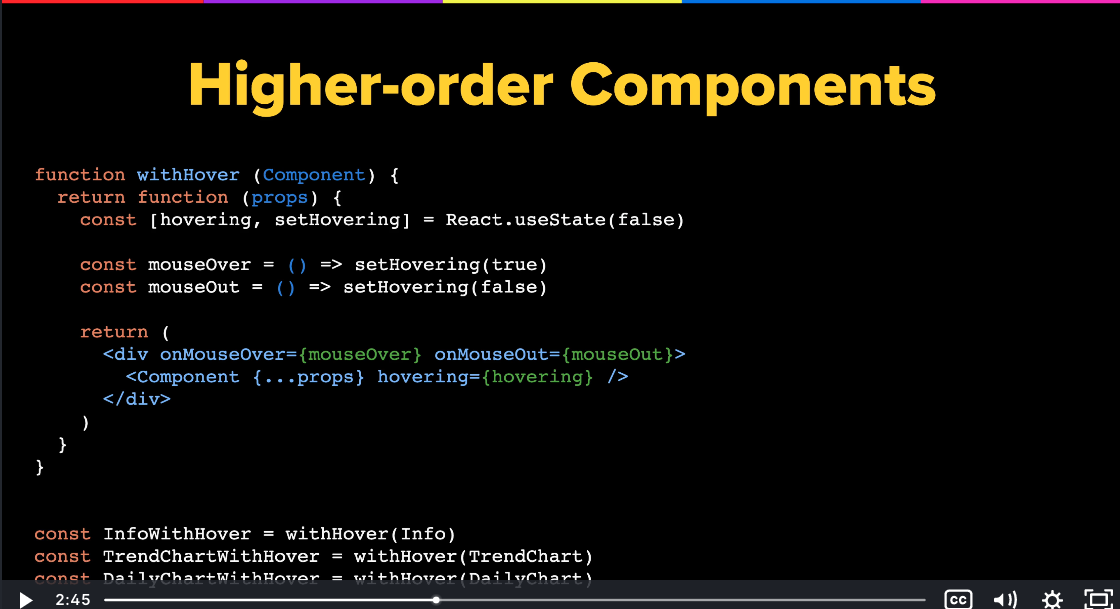 Higher-order Components
function withHover (Component) {
return function (props) {
const [hovering, setHovering] = React.useState(false)
const mouseOver = () => setHovering(true)
const mouseOut = () => setHovering(false)
return (
<div onMouseOver={mouseOver} onMouseOut={mouseOut}>
<Component {...props} hovering={hovering} />
</div>
)
}
}
const InfoWithHover = withHover(Info)
const TrendChartWithHover = withHover(TrendChart)
const DailyChartWithHover = withHover(DailyChart)
2:45
CC